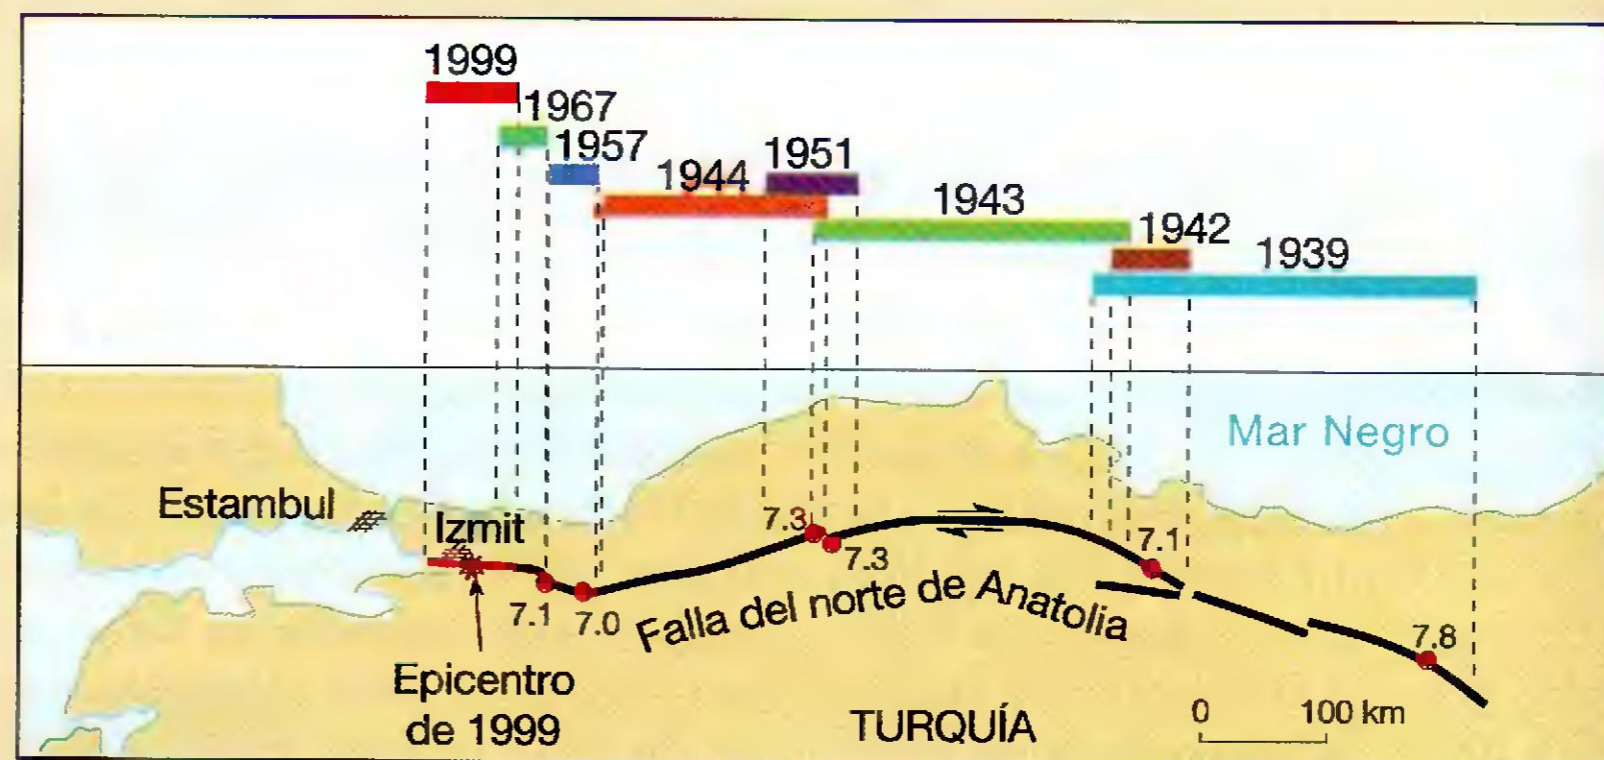 1999
1967
1957
1951
1944
1943
1942
1939
Mar Negro
Estambul
Izmit
7.3
7.3
7.1
7.1
7.0
Falla del norte de Anatolia
7.8
Epicentro
de 1999
TURQUÍA
0 100 km